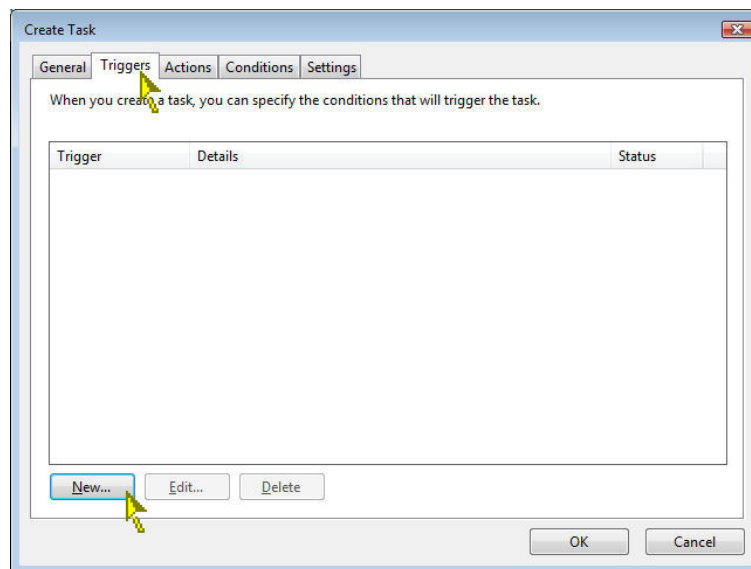 Create Task
General Triggers Actions Conditions Settings
When you create a task, you can specify the conditions that will trigger the task.
Trigger Details Status
New... Edit... Delete
OK Cancel